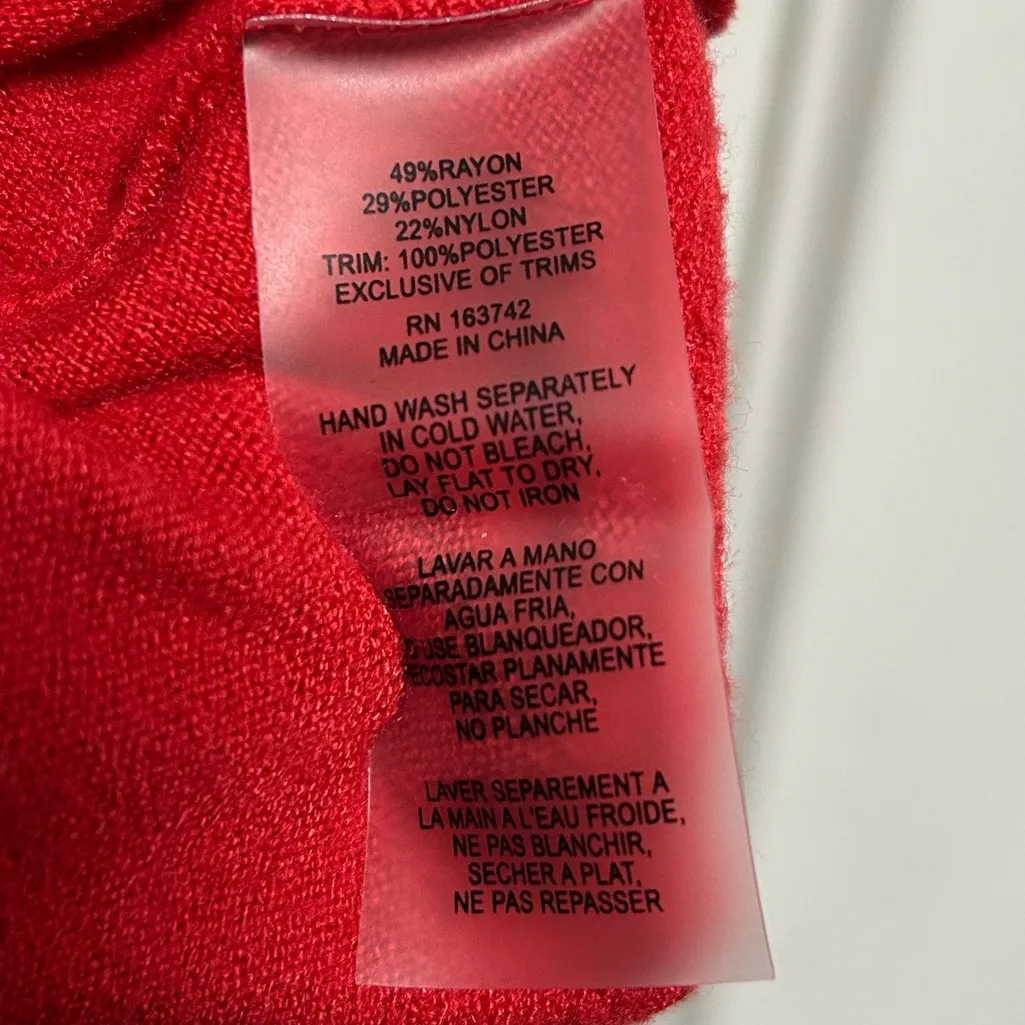 49%RAYON
29%POLYESTER
22%NYLON
TRIM: 100%POLYESTER
EXCLUSIVE OF TRIMS
RN 163742
MADE IN CHINA
HAND WASH SEPARATELY
IN COLD WATER,
DO NOT BLEACH,
LAY FLAT TO DRY,
DO NOT IRON
LAVAR A MANO
SEPARADAMENTE CON
AGUA FRIA,
USE BLANQUEADOR,
PLANAMENTE
PARA SECAR,
NO PLANCHE
LAVER SEPAREMENT A
LA MAIN A L'EAU FROIDE,
NE PAS BLANCHIR,
SECHER A PLAT,
NE PAS REPASSER